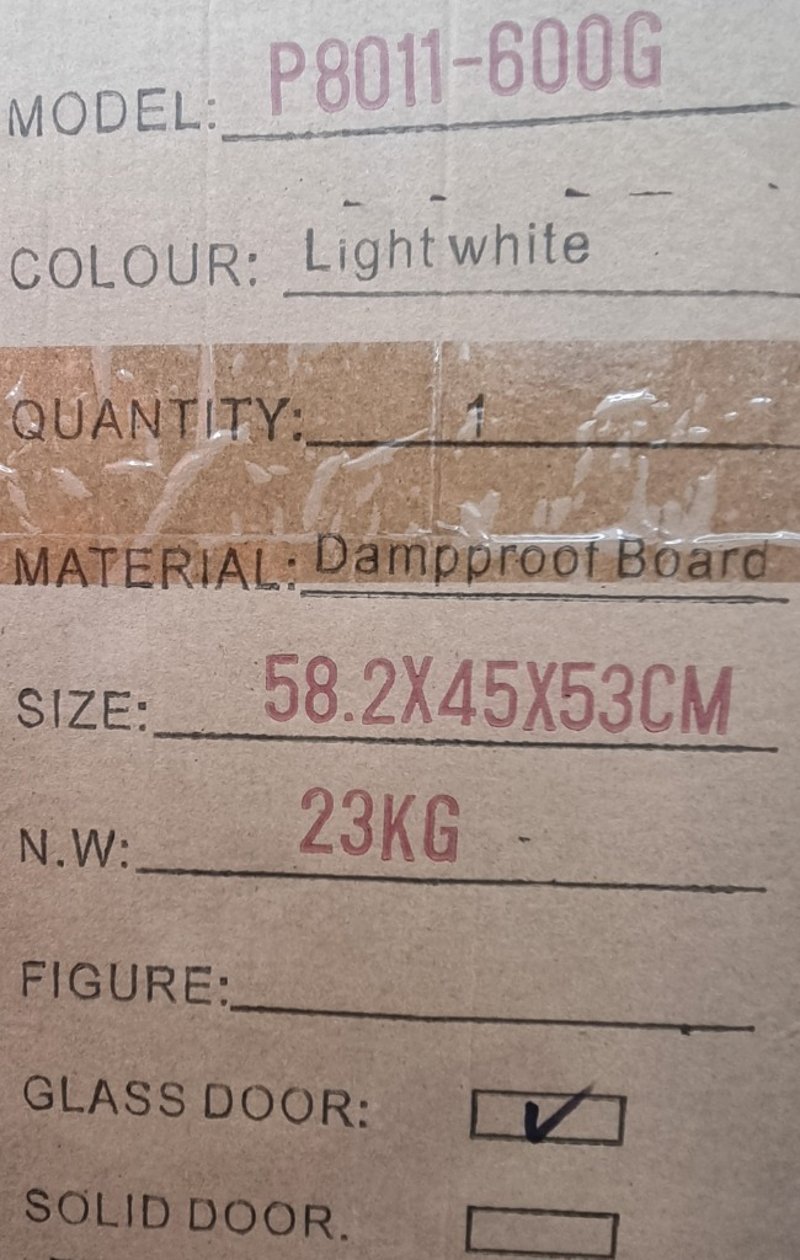 MODEL: P8011-600G
COLOUR: Light white
QUANTITY: 1
MATERIAL: Dampproof Board
SIZE: 58.2X45X53CM
N.W: 23KG
FIGURE:
GLASS DOOR: ✓
SOLID DOOR.